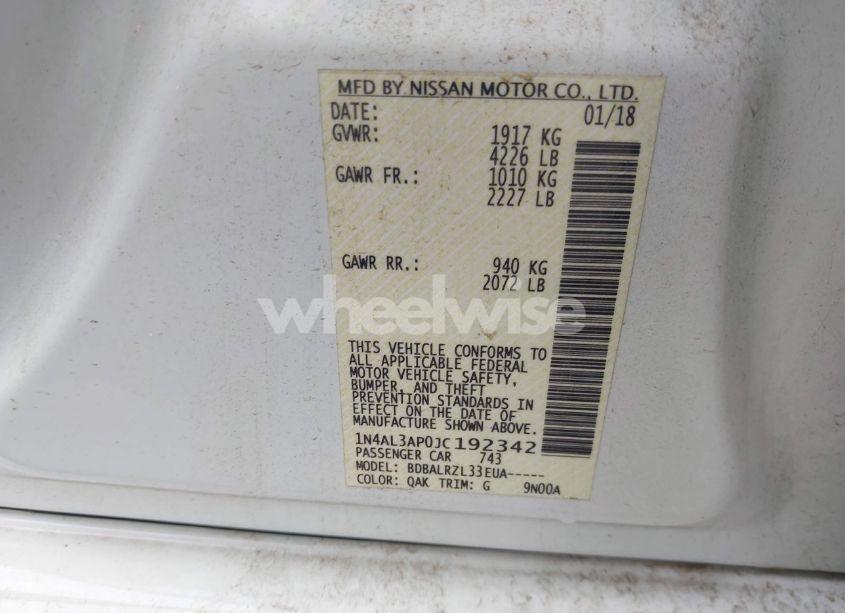 MFD BY NISSAN MOTOR CO., LTD.
DATE: 01/18
GVWR: 1917 KG
4226 LB
GAWR FR.: 1010 KG
2227 LB
GAWR RR.: 940 KG
2072 LB
wheelwise
THIS VEHICLE CONFORMS TO
ALL APPLICABLE FEDERAL
MOTOR VEHICLE SAFETY,
BUMPER, AND THEFT
PREVENTION STANDARDS IN
EFFECT ON THE DATE OF
MANUFACTURE SHOWN ABOVE.
1N4AL3AP0JC192342
PASSENGER CAR 743
MODEL: BDBALRZL33EUA-----
COLOR: QAK TRIM: G 9N00A